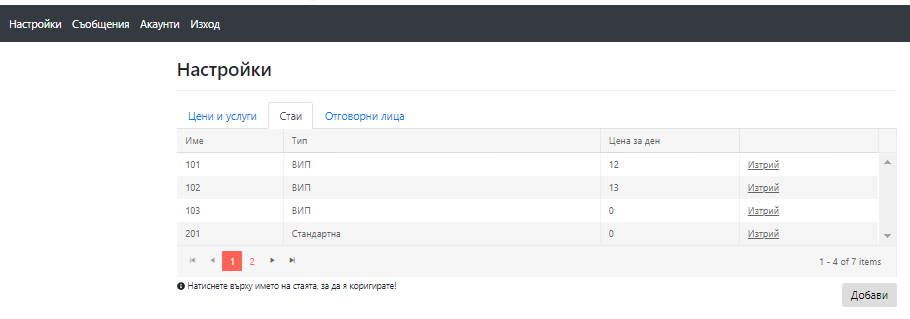 Настройки Съобщения Акаунти Изход
Настройки
Цени и услуги Стаи Отговорни лица
Име Тип Цена за ден
101 ВИП 12 Изтрий
102 ВИП 13 Изтрий
103 ВИП 0 Изтрий
201 Стандартна 0 Изтрий
1 2 1 - 4 of 7 items
Натиснете върху името на стаята, за да я коригирате!
Добави